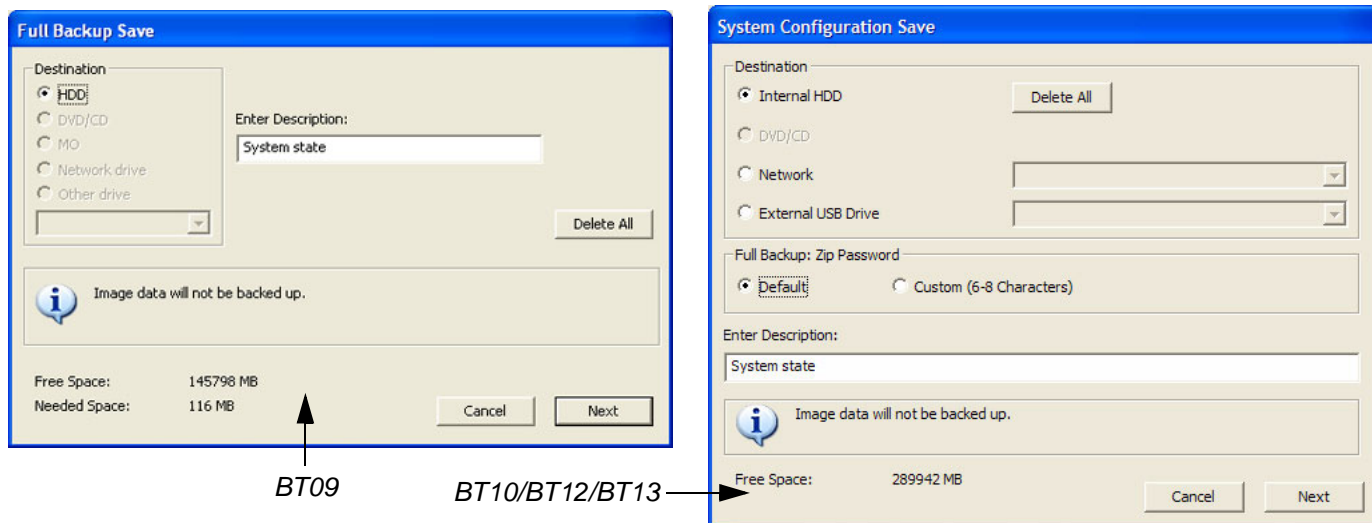 Full Backup Save
Destination
HDD
DVD/CD
MO
Network drive
Other drive
Enter Description:
System state
Delete All
Image data will not be backed up.
Free Space: 145798 MB
Needed Space: 116 MB
Cancel Next
BT09
System Configuration Save
Destination
Internal HDD Delete All
DVD/CD
Network
External USB Drive
Full Backup: Zip Password
Default Custom (6-8 Characters)
Enter Description:
System state
Image data will not be backed up.
Free Space: 289942 MB
Cancel Next
BT10/BT12/BT13